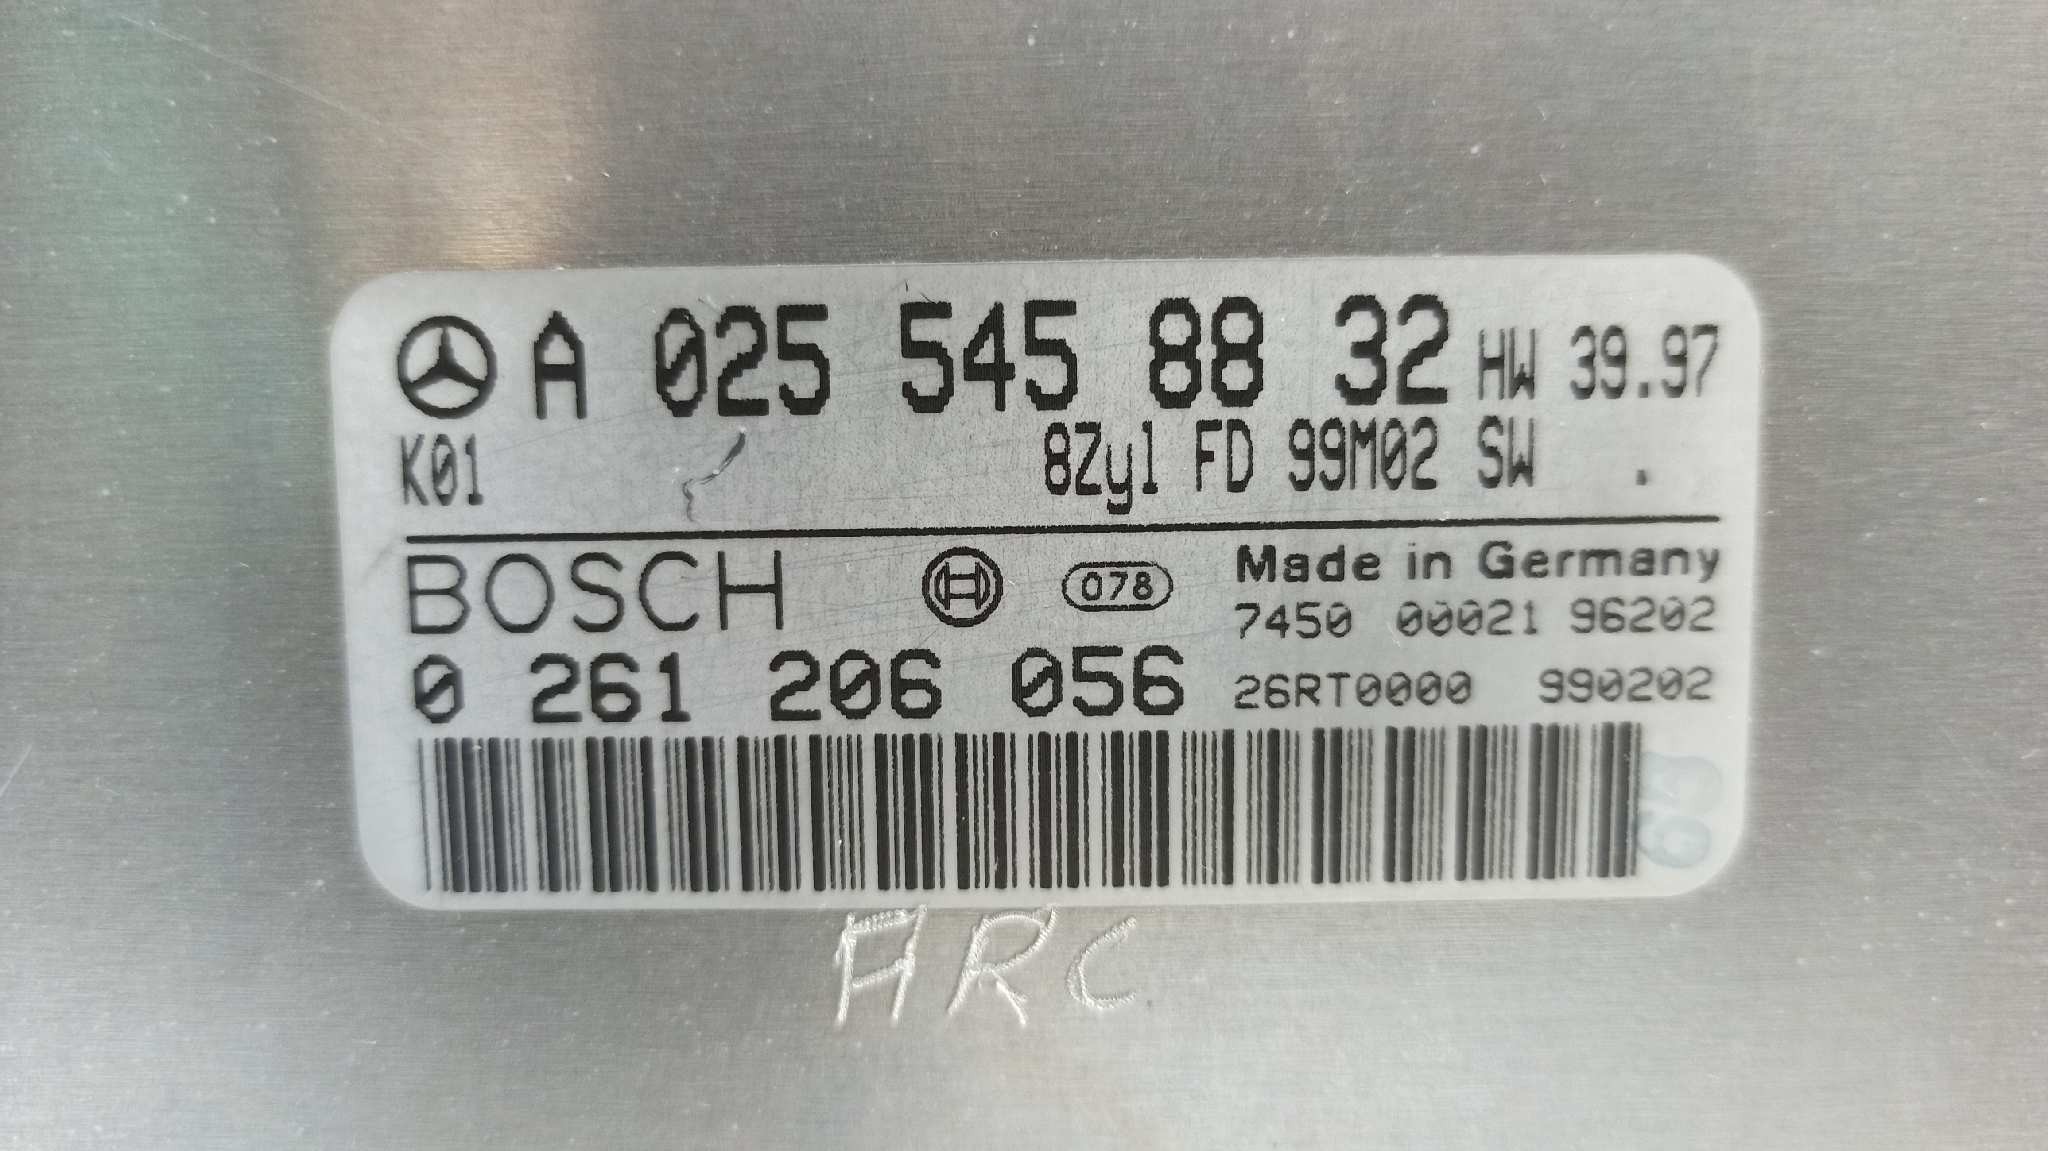 A 025 545 88 32 HW 39.97
K01 8Zyl FD 99M02 SW .
BOSCH 078 Made in Germany
7450 00021 96202
0 261 206 056 26RT0000 990202
ARC